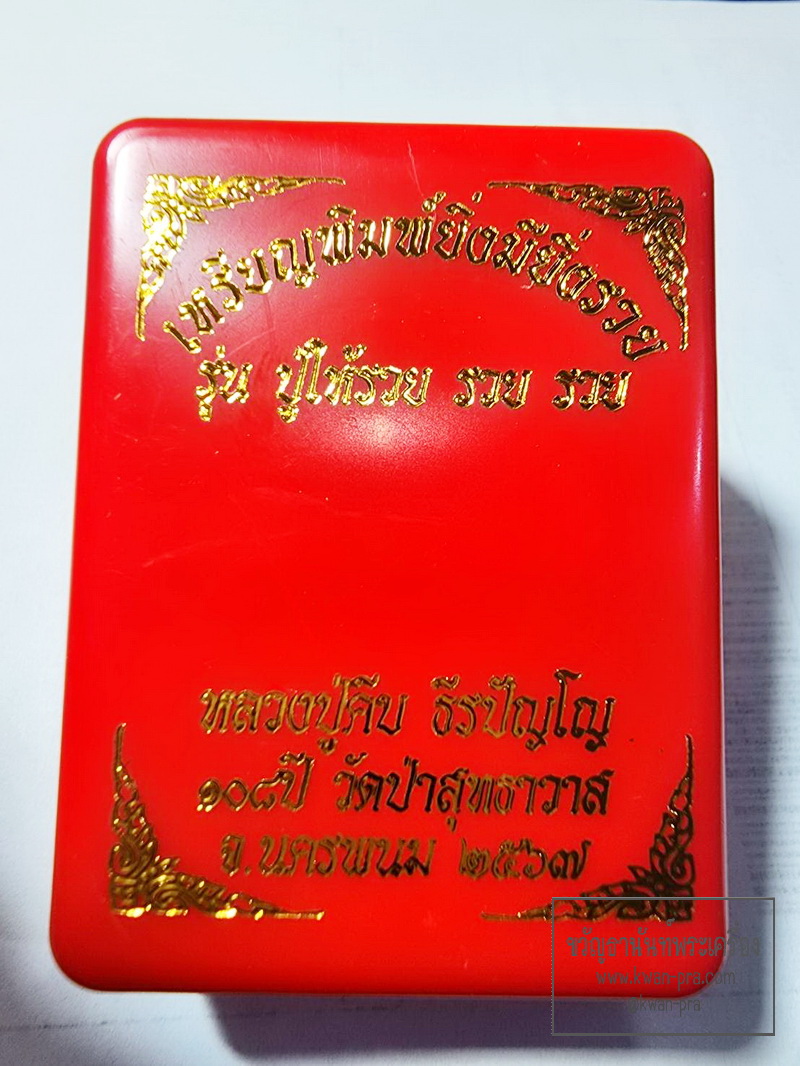 เหรียญพิมพ์ยิ่งมียิ่งรวย
รุ่น ปู่ให้รวย รวย รวย
หลวงปู่คีบ ธีรปัญโญ
๑๐๘ปี วัดป่าสุทธาวาส
จ.นครพนม ๒๕๖๗
ขวัญธานันท์พระเครื่อง
www.kwan-pra.com